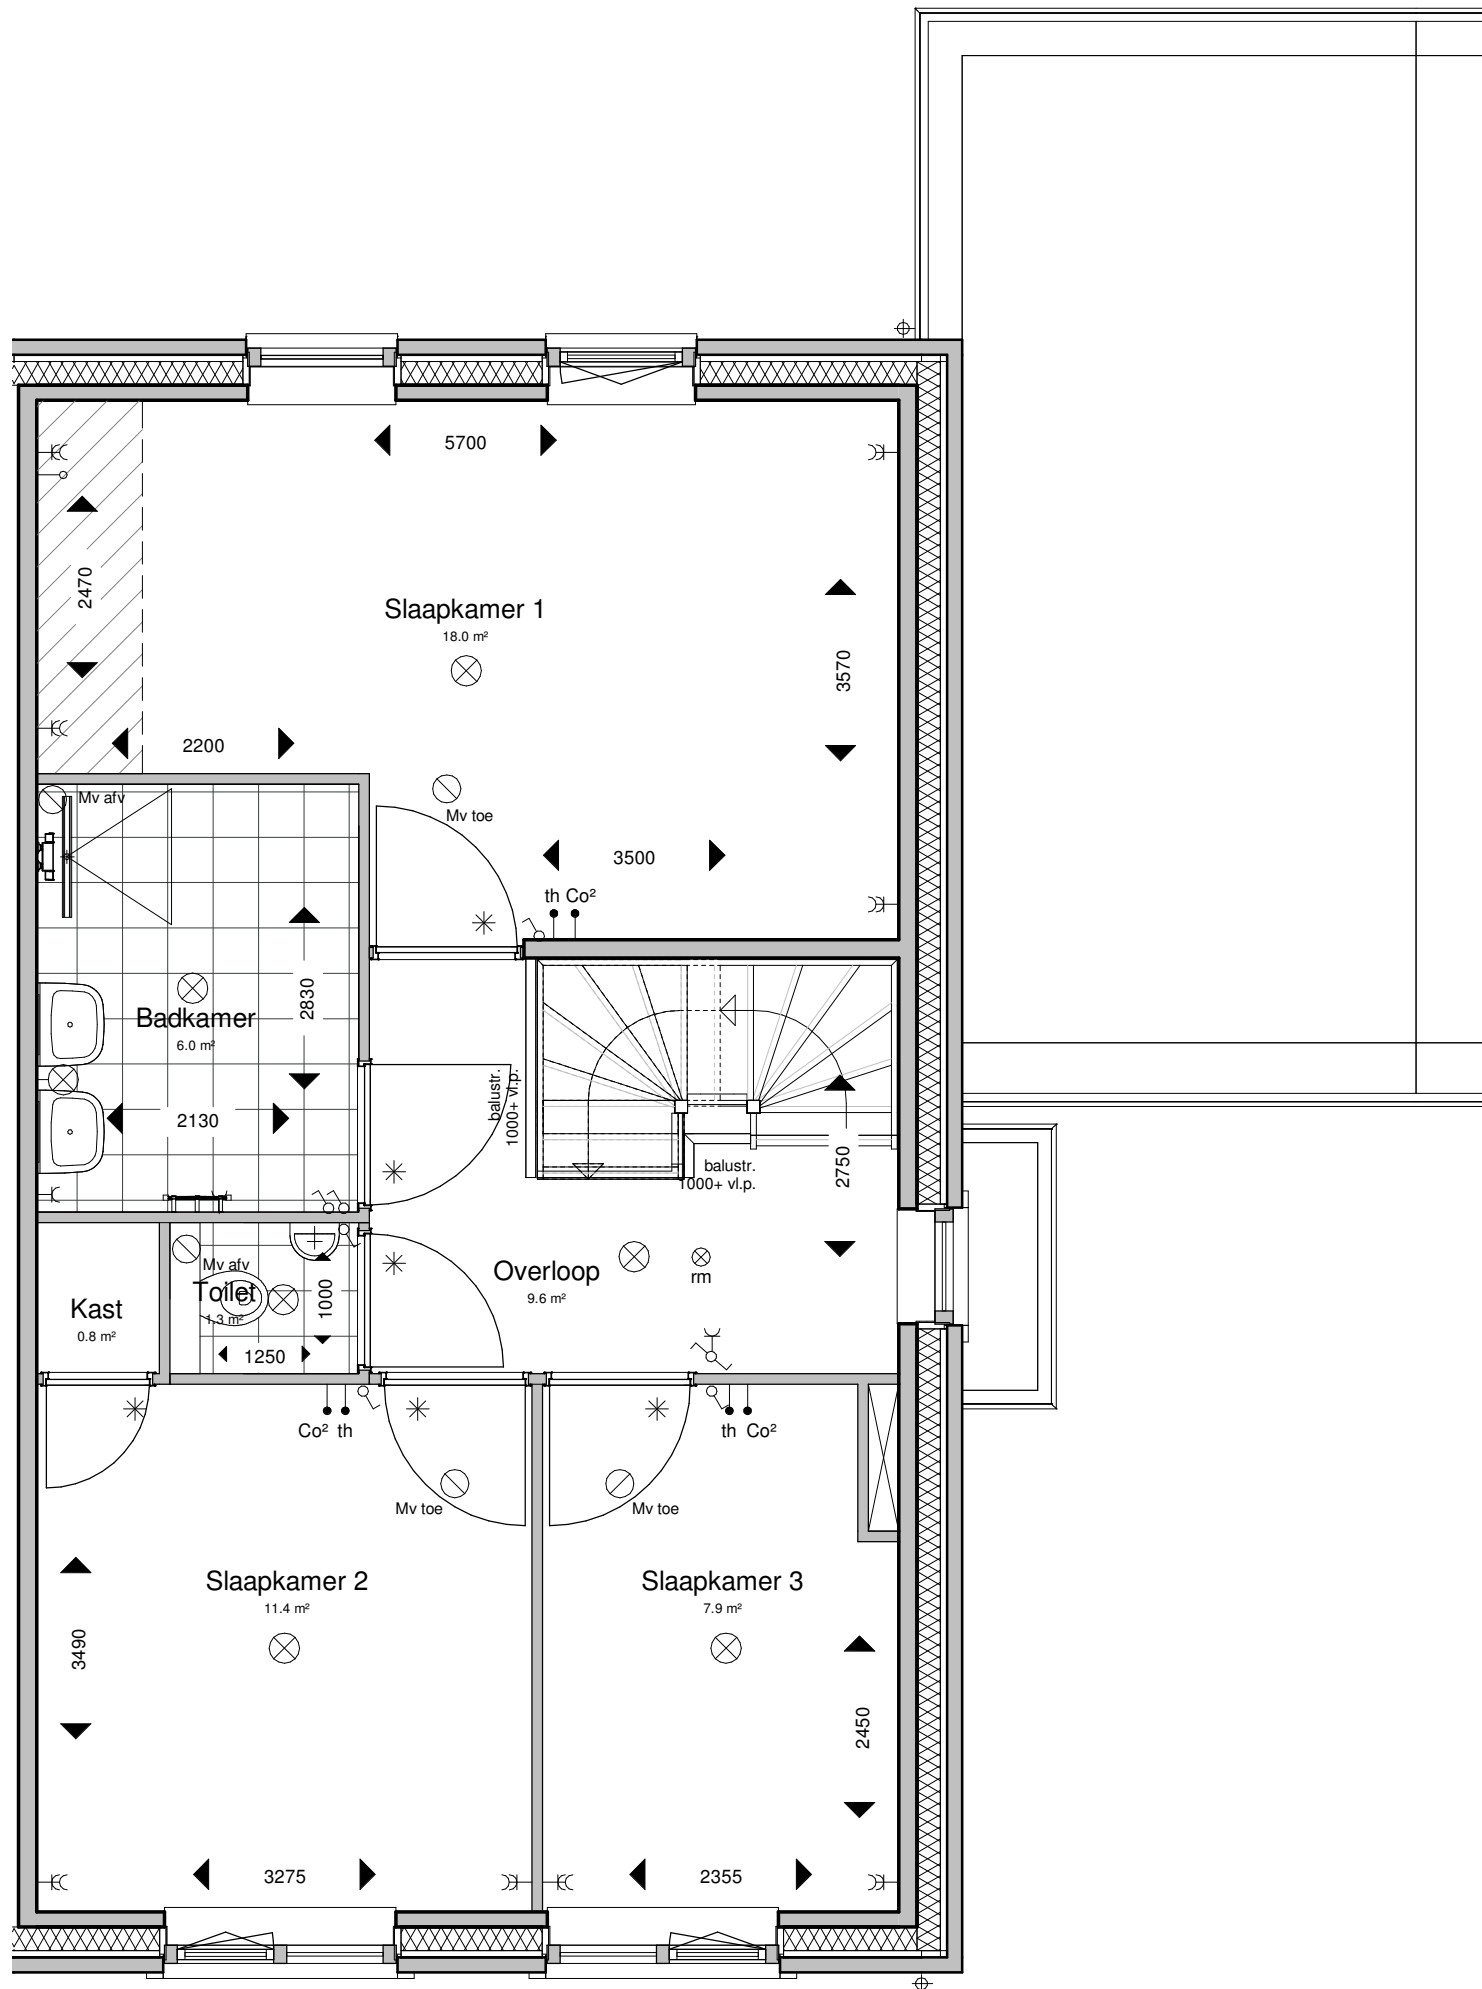 5700
2470
Slaapkamer 1
18.0 m²
3570
2200
Mv afv
Mv toe
3500
th Co²
2830
Badkamer
6.0 m²
2130
balustr.
1000+ vl.p.
balustr.
1000+ vl.p.
2750
Mv afv
Toilet
1.3 m²
1000
1250
Kast
0.8 m²
Overloop
9.6 m²
rm
Co² th
th Co²
Mv toe
Mv toe
Slaapkamer 2
11.4 m²
Slaapkamer 3
7.9 m²
3490
2450
3275
2355